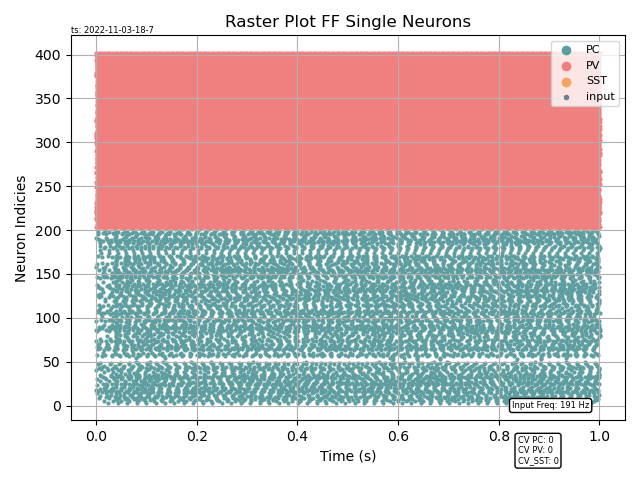 Raster Plot FF Single Neurons
ts: 2022-11-03-18-7
PC
PV
SST
input
400
350
300
250
200
150
100
50
0
Neuron Indicies
Input Freq: 191 Hz
0.0 0.2 0.4 0.6 0.8 1.0
Time (s)
CV PC: 0
CV PV: 0
CV_SST: 0